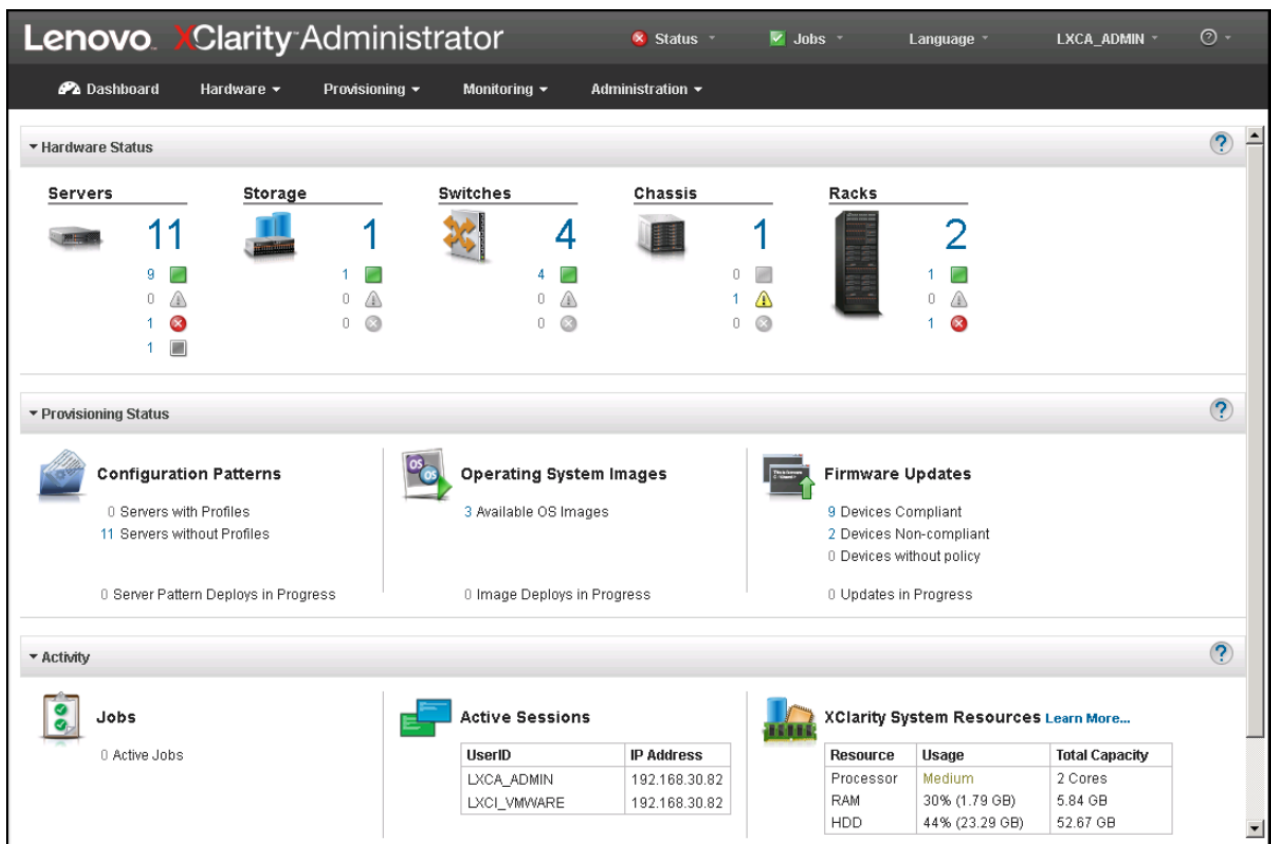 Lenovo XClarity Administrator Status Jobs Language LXCA_ADMIN ?
Dashboard Hardware Provisioning Monitoring Administration
Hardware Status ?
Servers Storage Switches Chassis Racks
11 1 4 1 2
9 1 4 0 1
0 0 0 1 0
1 0 0 0 1
1
Provisioning Status ?
Configuration Patterns
0 Servers with Profiles
11 Servers without Profiles
0 Server Pattern Deploys in Progress
OS
OS
Operating System Images
3 Available OS Images
0 Image Deploys in Progress
Firmware Updates
9 Devices Compliant
2 Devices Non-compliant
0 Devices without policy
0 Updates in Progress
Activity ?
Jobs
0 Active Jobs
Active Sessions
UserID IP Address
LXCA_ADMIN 192.168.30.82
LXCI_VMWARE 192.168.30.82
XClarity System Resources Learn More...
Resource Usage Total Capacity
Processor Medium 2 Cores
RAM 30% (1.79 GB) 5.84 GB
HDD 44% (23.29 GB) 52.67 GB